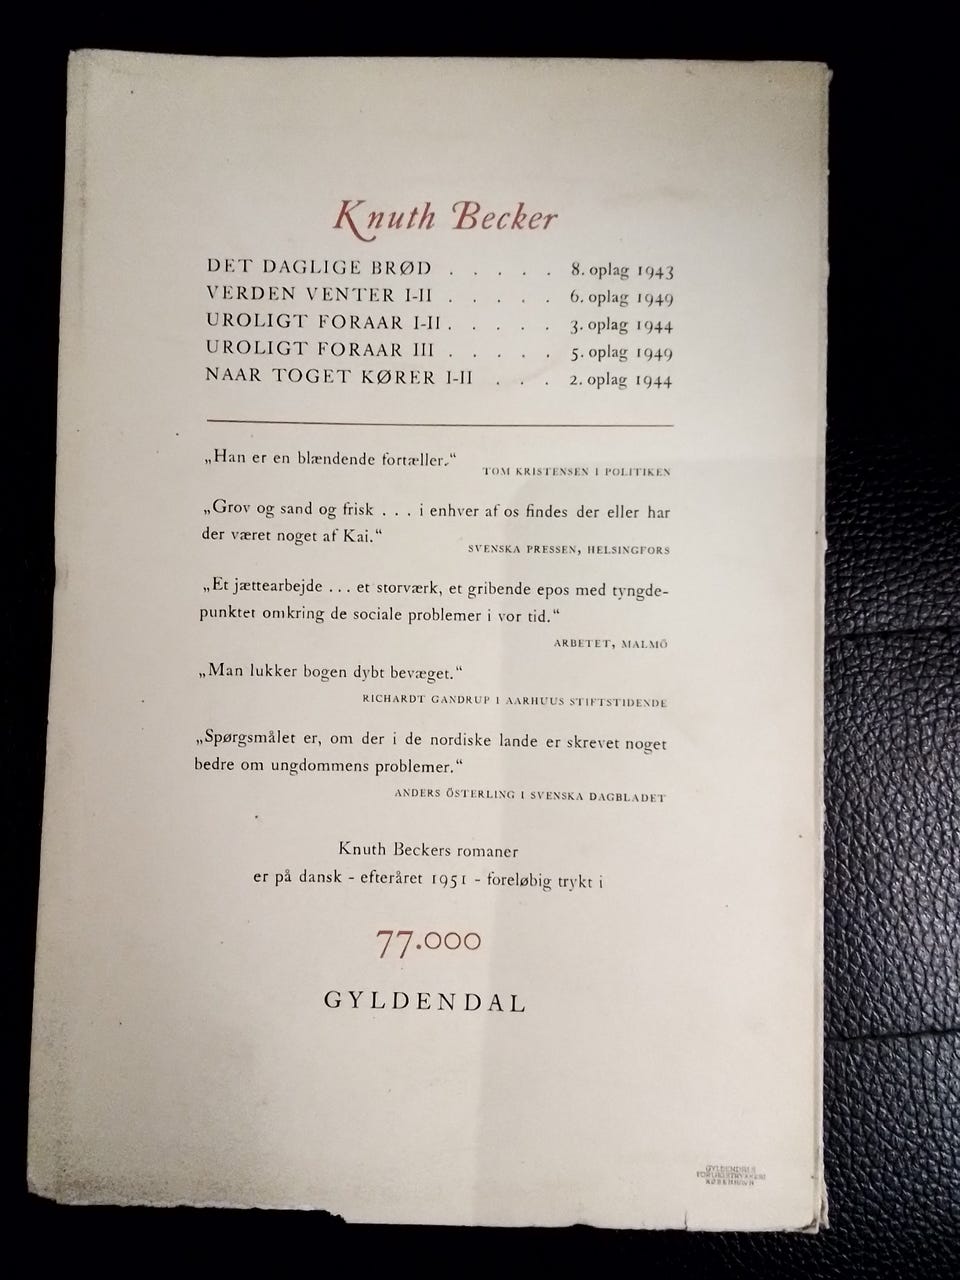 Knuth Becker
DET DAGLIGE BRØD . . . . . 8. oplag 1943
VERDEN VENTER I-II . . . . . 6. oplag 1949
UROLIGT FORAAR I-II . . . . . 3. oplag 1944
UROLIGT FORAAR III . . . . . 5. oplag 1949
NAAR TOGET KØRER I-II . . . 2. oplag 1944
„Han er en blændende fortæller.“
TOM KRISTENSEN I POLITIKEN
„Grov og sand og frisk . . . i enhver af os findes der eller har
der været noget af Kai.“
SVENSKA PRESSEN, HELSINGFORS
„Et jættearbejde . . . et storværk, et gribende epos med tyngde-
punktet omkring de sociale problemer i vor tid.“
ARBETET, MALMÖ
„Man lukker bogen dybt bevæget.“
RICHARDT GANDRUP I AARHUUS STIFTSTIDENDE
„Spørgsmålet er, om der i de nordiske lande er skrevet noget
bedre om ungdommens problemer.“
ANDERS ÖSTERLING I SVENSKA DAGBLADET
Knuth Beckers romaner
er på dansk - efteråret 1951 - foreløbig trykt i
77.000
GYLDENDAL
GYLDENDALS
FORLAGSTRYKKERI
KØBENHAVN